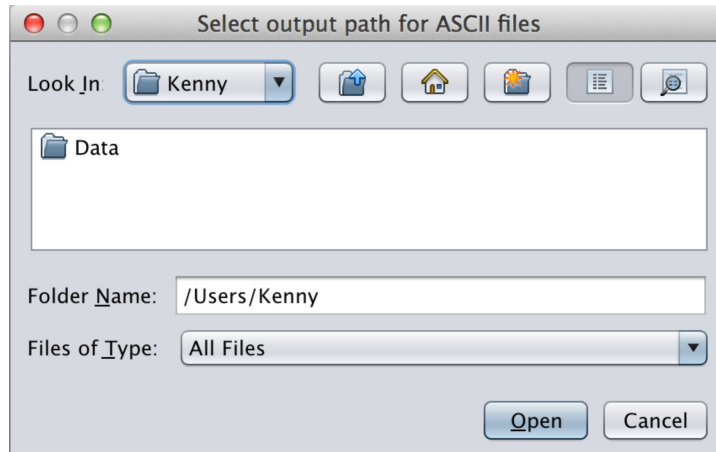 Select output path for ASCII files
Look In: Kenny
Data
Folder Name: /Users/Kenny
Files of Type: All Files
Open Cancel